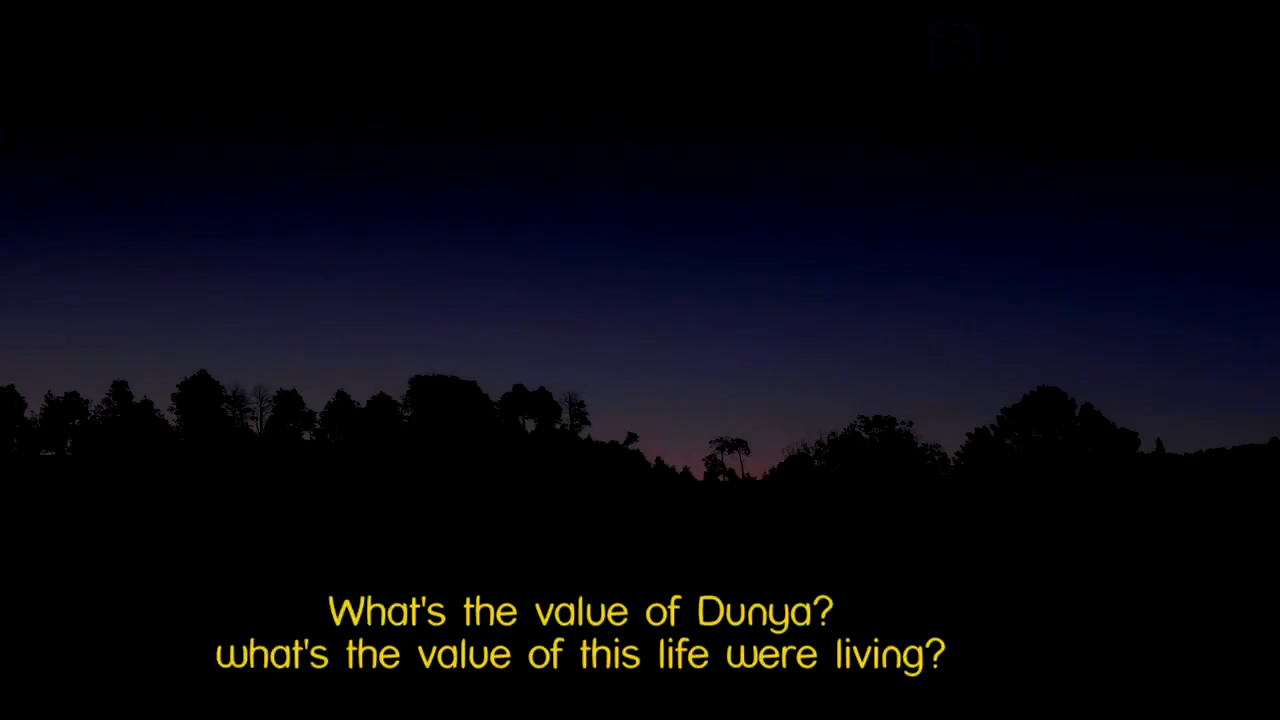 What's the value of Dunya?
what's the value of this life were living?